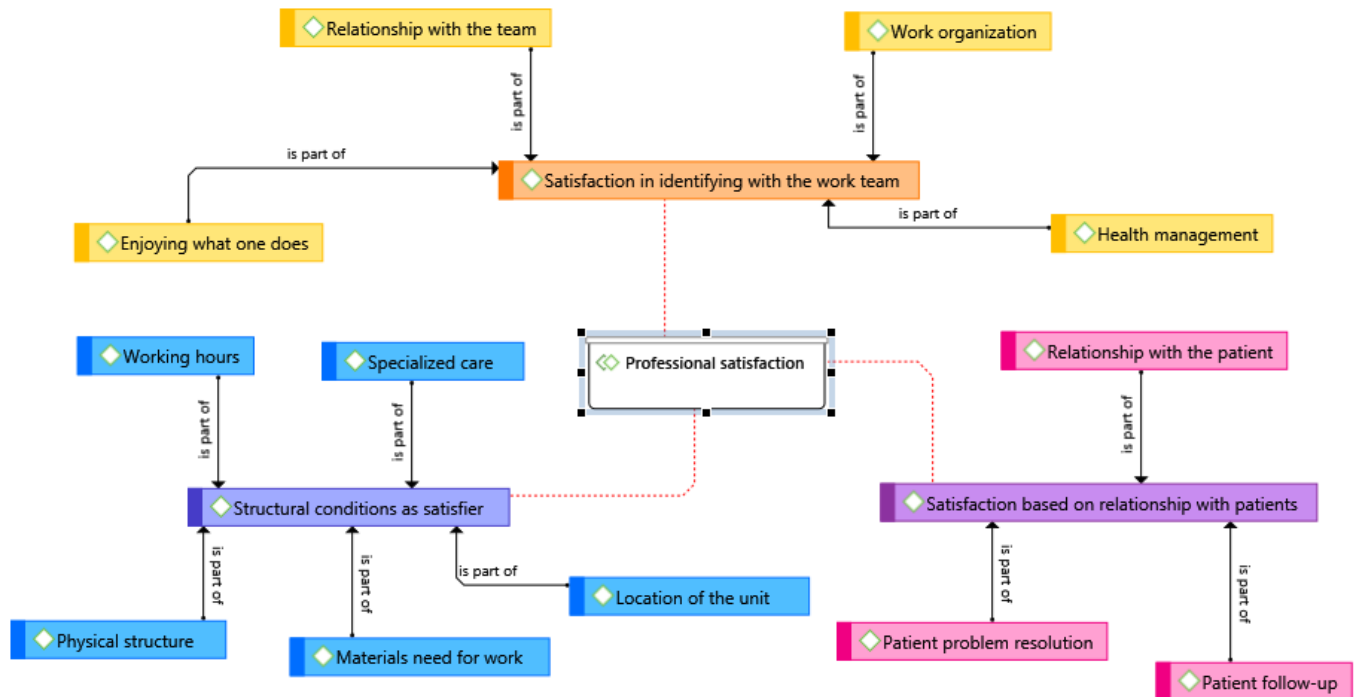 Relationship with the team
Work organization
is part of
is part of
is part of
Satisfaction in identifying with the work team
is part of
Enjoying what one does
Health management
Professional satisfaction
Working hours
Specialized care
Relationship with the patient
is part of
is part of
is part of
Structural conditions as satisfier
Satisfaction based on relationship with patients
is part of
is part of
is part of
is part of
is part of
Location of the unit
Physical structure
Materials need for work
Patient problem resolution
Patient follow-up